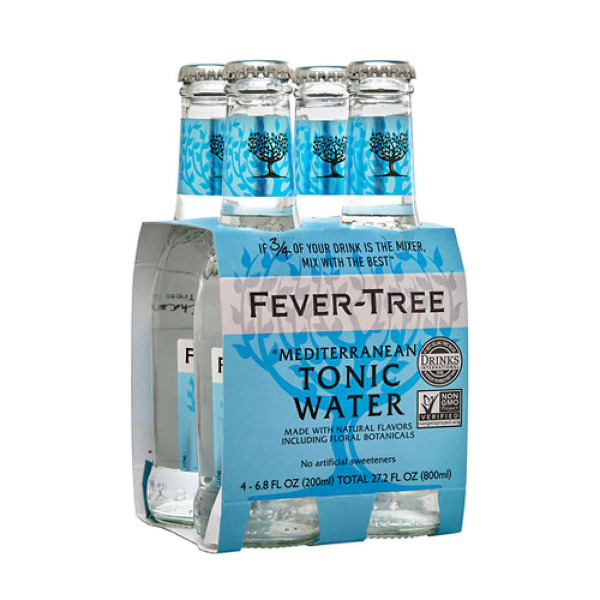 IF 3/4 OF YOUR DRINK IS THE MIXER,
MIX WITH THE BEST™
FEVER-TREE
MEDITERRANEAN
TONIC
WATER
MADE WITH NATURAL FLAVORS
INCLUDING FLORAL BOTANICALS
No artificial sweeteners
4 - 6.8 FL OZ (200ml) TOTAL 27.2 FL OZ (800ml)
DRINKS
INTERNATIONAL
NON
GMO
Project
VERIFIED
nongmoproject.org